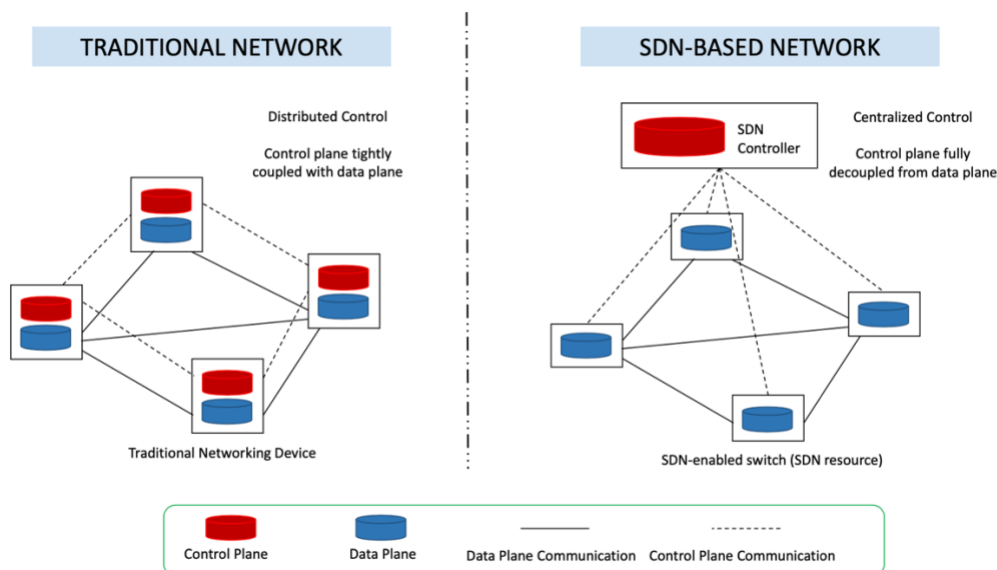 TRADITIONAL NETWORK
Distributed Control
Control plane tightly
coupled with data plane
Traditional Networking Device
SDN-BASED NETWORK
SDN
Controller
Centralized Control
Control plane fully
decoupled from data plane
SDN-enabled switch (SDN resource)
Control Plane
Data Plane
Data Plane Communication
Control Plane Communication